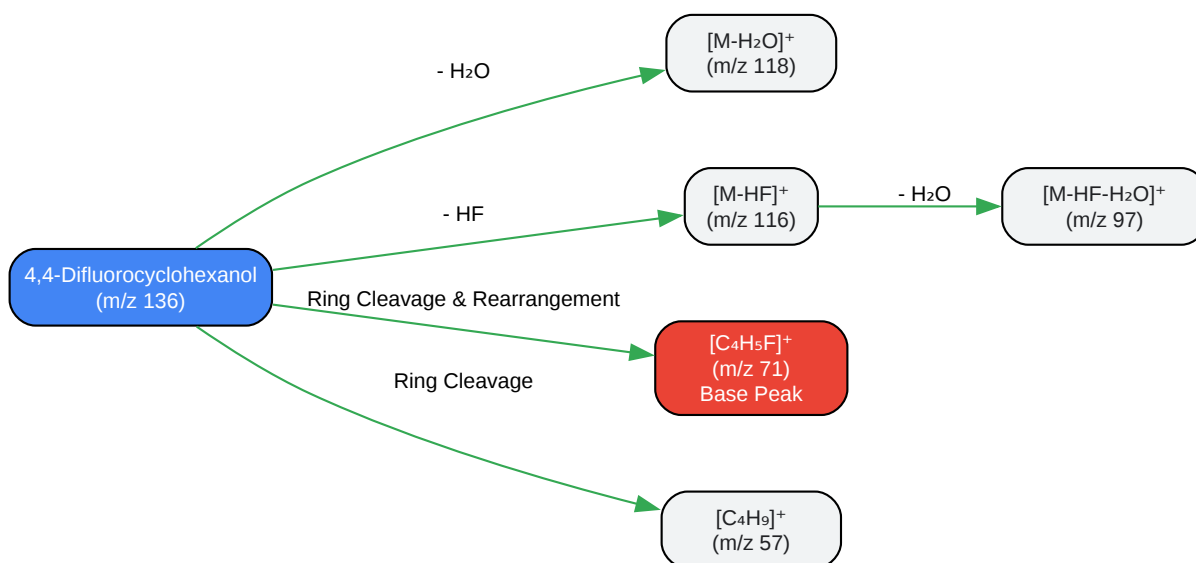 [M-H₂O]⁺
(m/z 118)
- H₂O
[M-HF]⁺
(m/z 116)
- HF
- H₂O
[M-HF-H₂O]⁺
(m/z 97)
4,4-Difluorocyclohexanol
(m/z 136)
Ring Cleavage & Rearrangement
[C₄H₅F]⁺
(m/z 71)
Base Peak
Ring Cleavage
[C₄H₉]⁺
(m/z 57)